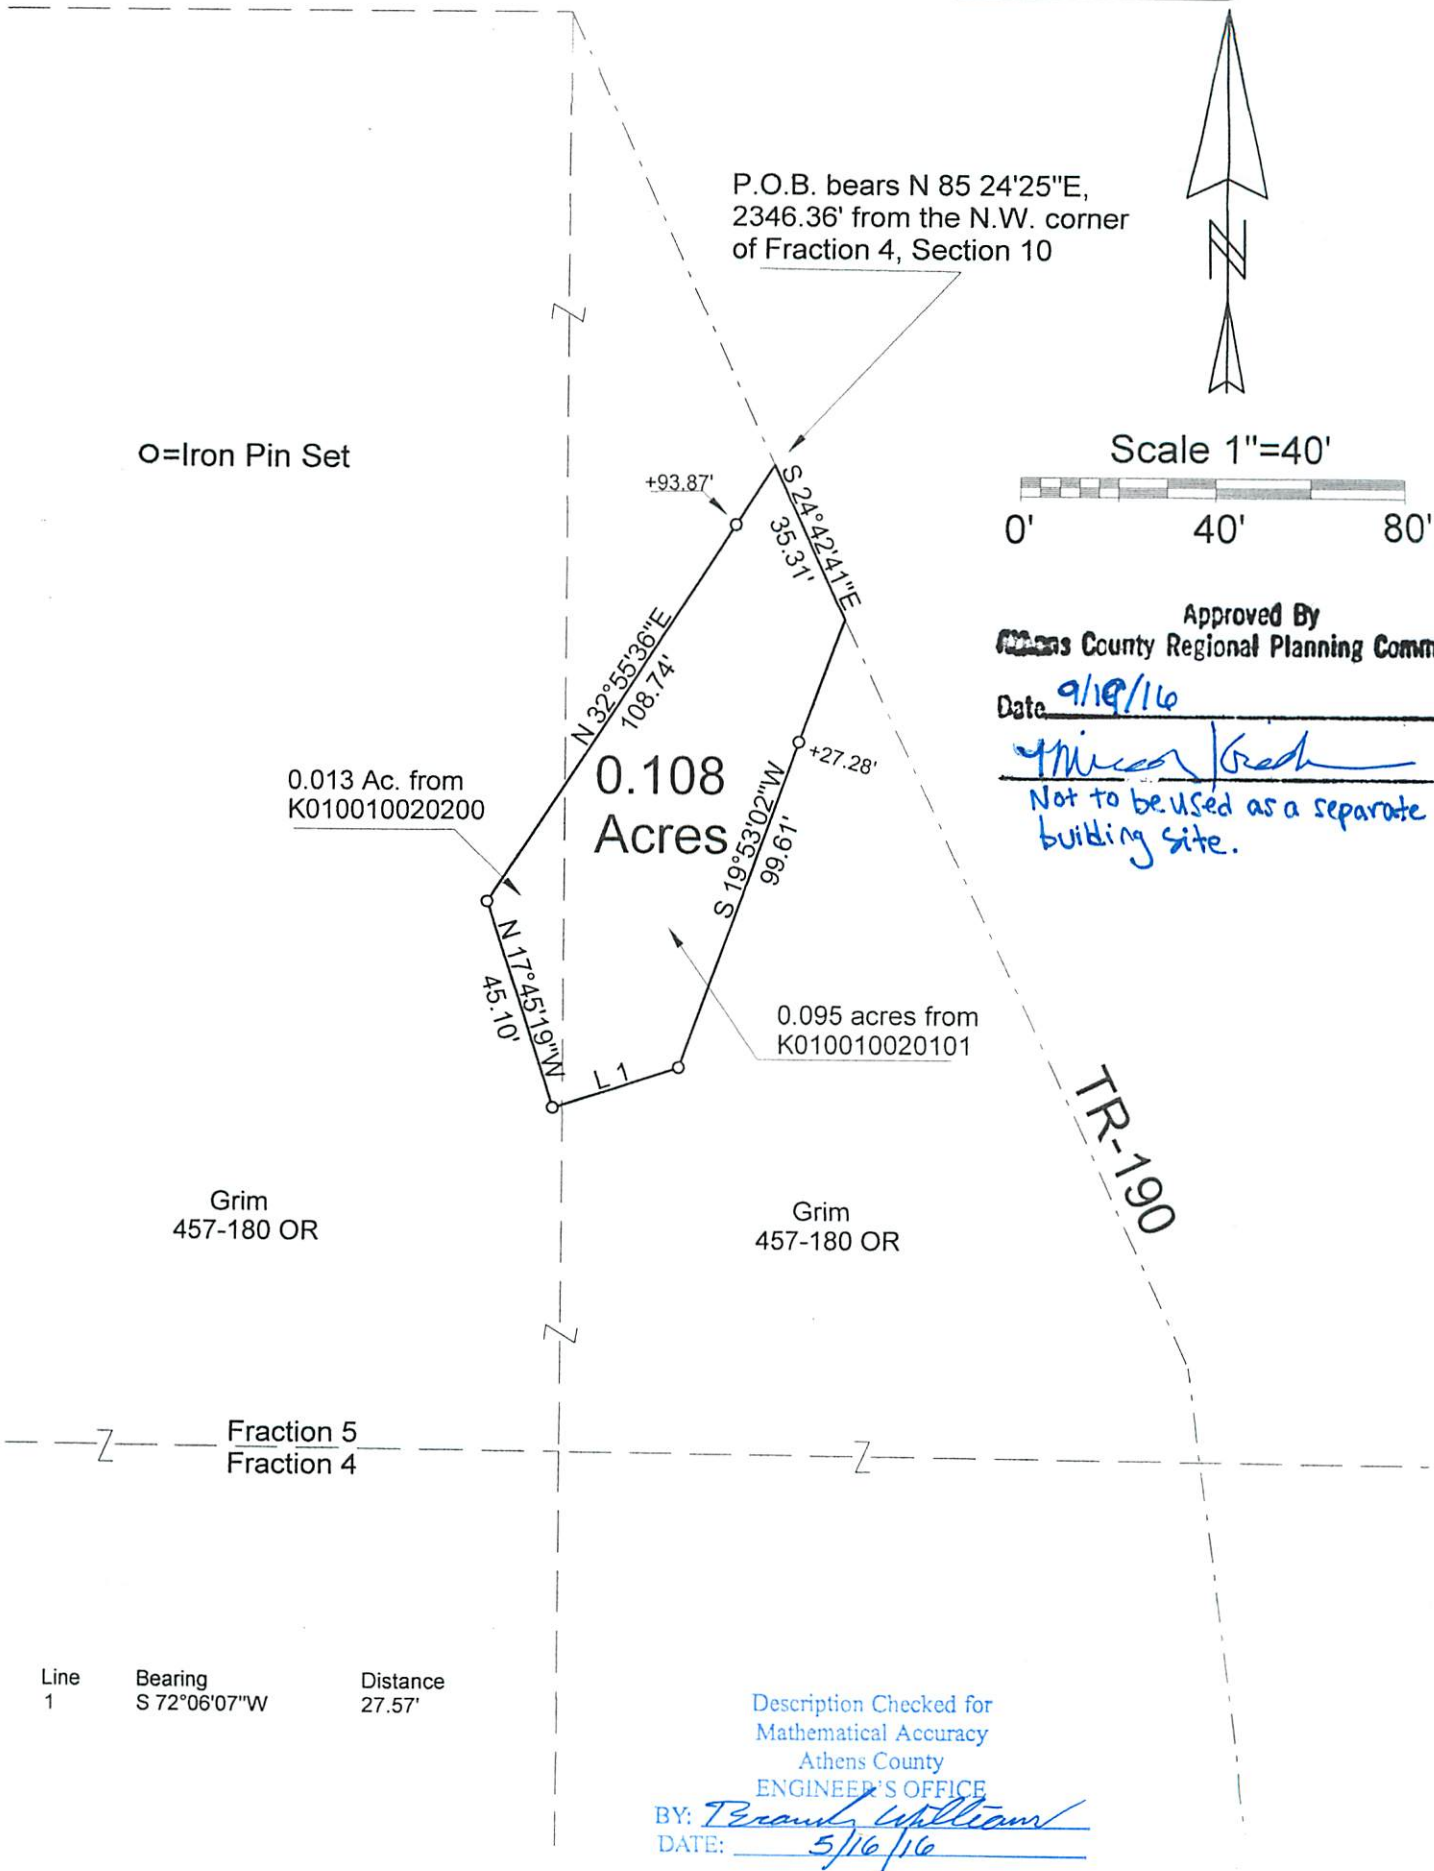 P.O.B. bears N 85 24'25"E,
2346.36' from the N.W. corner
of Fraction 4, Section 10
N
O=Iron Pin Set
Scale 1"=40'
0' 40' 80'
+93.87'
S 24°42'41"E
35.31'
Approved By
County Regional Planning Comm
Date
Not to be used as a separate
building site.
N 32°55'36"E
108.74'
0.108
Acres
+27.28'
S 19°53'02"W
99.61'
0.013 Ac. from
K010010020200
N 17°45'19"W
45.10'
L 1
0.095 acres from
K010010020101
TR-190
Grim
457-180 OR
Grim
457-180 OR
Fraction 5
Fraction 4
Line Bearing Distance
1 S 72°06'07"W 27.57'
Description Checked for
Mathematical Accuracy
Athens County
ENGINEER'S OFFICE
BY:
DATE: 5/16/16